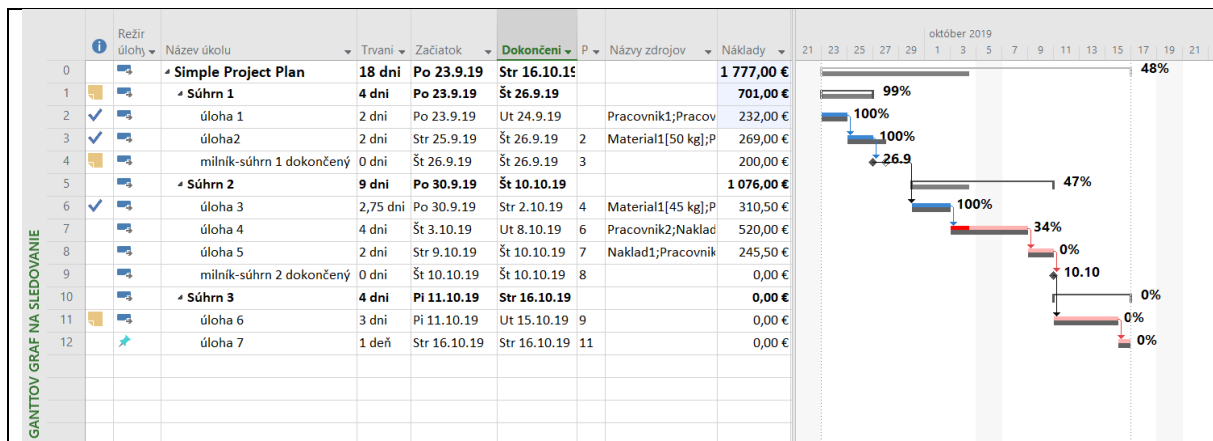 Režir
úlohy Názov úkolu Trvani Začiatok Dokončeni P Názvy zdrojov Náklady
október 2019
21 23 25 27 29 1 3 5 7 9 11 13 15 17 19 21
0 Simple Project Plan 18 dni Po 23.9.19 Str 16.10.19 1 777,00 € 48%
1 Súhrn 1 4 dni Po 23.9.19 Št 26.9.19 701,00 € 99%
2 úloha 1 2 dni Po 23.9.19 Ut 24.9.19 Pracovnik1;Pracov 232,00 € 100%
3 úloha2 2 dni Str 25.9.19 Št 26.9.19 2 Material1[50 kg];P 269,00 € 100%
4 milník-súhrn 1 dokončený 0 dni Št 26.9.19 Št 26.9.19 3 200,00 € 26.9
5 Súhrn 2 9 dni Po 30.9.19 Št 10.10.19 1 076,00 € 47%
6 úloha 3 2,75 dni Po 30.9.19 Str 2.10.19 4 Material1[45 kg];P 310,50 € 100%
7 úloha 4 4 dni Št 3.10.19 Ut 8.10.19 6 Pracovnik2;Naklad 520,00 € 34%
8 úloha 5 2 dni Str 9.10.19 Št 10.10.19 7 Naklad1;Pracovnik 245,50 € 0%
9 milník-súhrn 2 dokončený 0 dni Št 10.10.19 Št 10.10.19 8 0,00 € 10.10
10 Súhrn 3 4 dni Pi 11.10.19 Str 16.10.19 0,00 € 0%
11 úloha 6 3 dni Pi 11.10.19 Ut 15.10.19 9 0,00 € 0%
12 úloha 7 1 deň Str 16.10.19 Str 16.10.19 11 0,00 € 0%
GANTTOV GRAF NA SLEDOVANIE